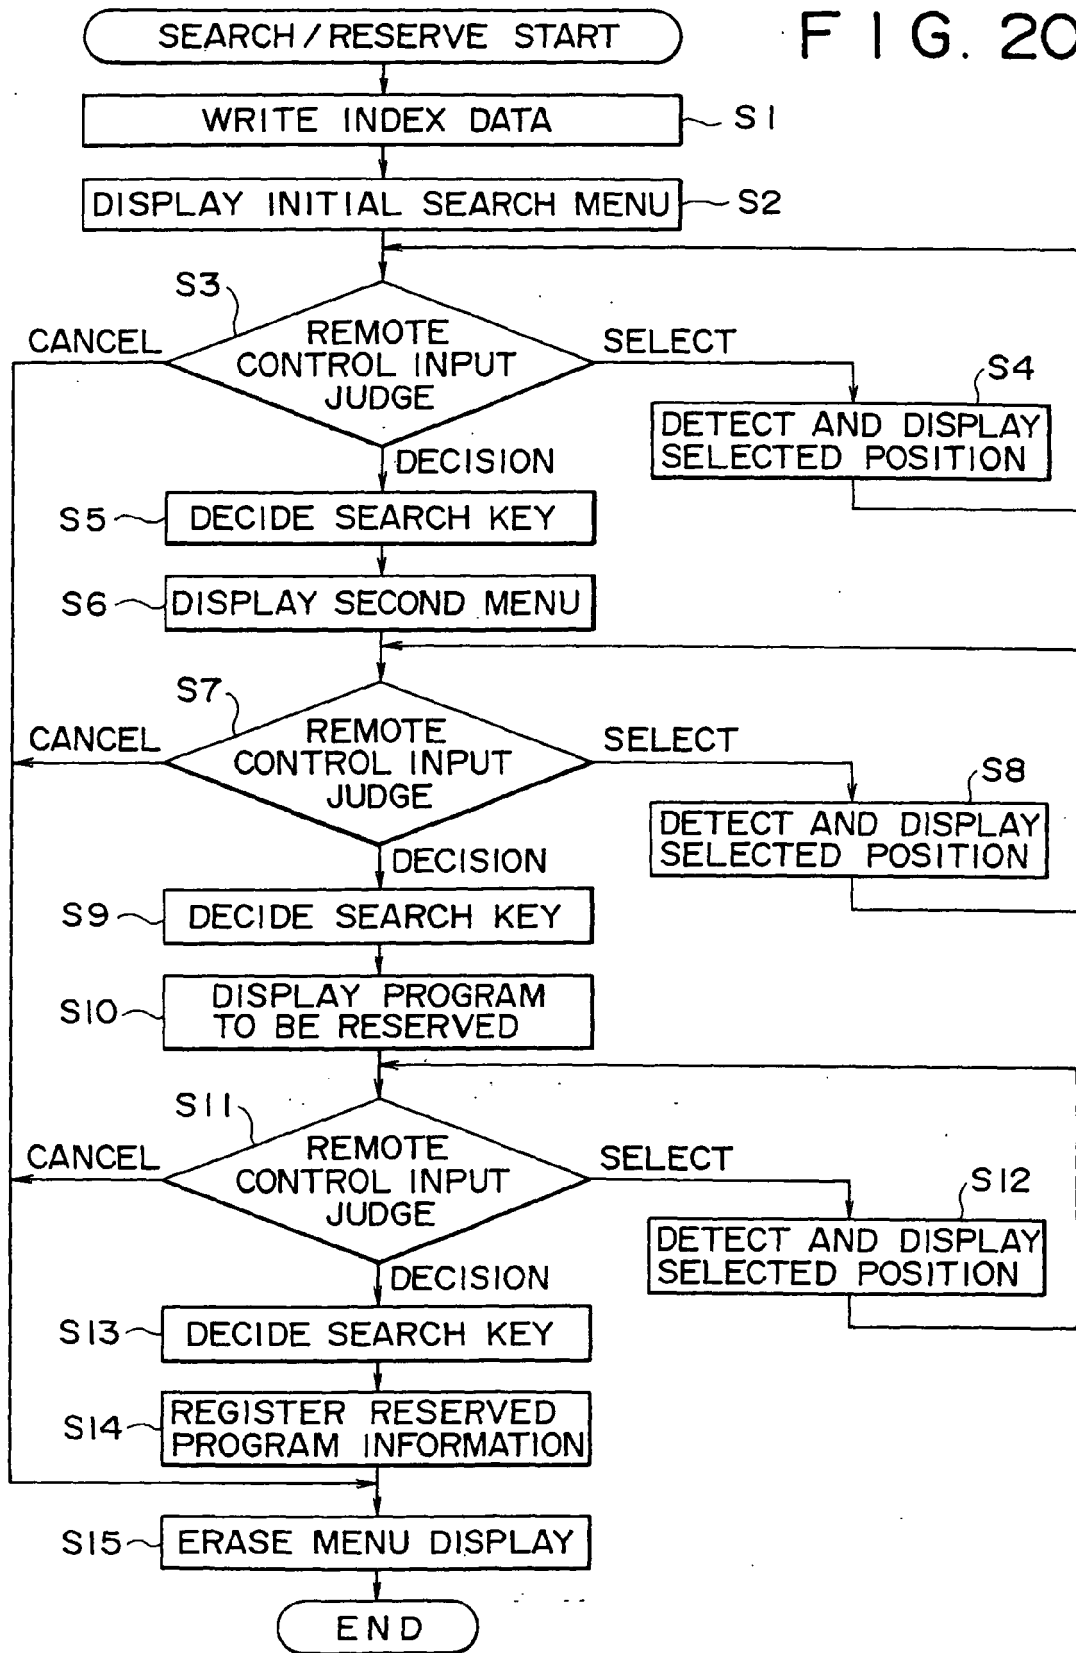 SEARCH/RESERVE START
FIG. 20
WRITE INDEX DATA
S1
DISPLAY INITIAL SEARCH MENU
S2
S3
CANCEL
REMOTE
CONTROL INPUT
JUDGE
SELECT
S4
DETECT AND DISPLAY
SELECTED POSITION
DECISION
S5
DECIDE SEARCH KEY
S6
DISPLAY SECOND MENU
S7
CANCEL
REMOTE
CONTROL INPUT
JUDGE
SELECT
S8
DETECT AND DISPLAY
SELECTED POSITION
DECISION
S9
DECIDE SEARCH KEY
S10
DISPLAY PROGRAM
TO BE RESERVED
S11
CANCEL
REMOTE
CONTROL INPUT
JUDGE
SELECT
S12
DETECT AND DISPLAY
SELECTED POSITION
DECISION
S13
DECIDE SEARCH KEY
S14
REGISTER RESERVED
PROGRAM INFORMATION
S15
ERASE MENU DISPLAY
END